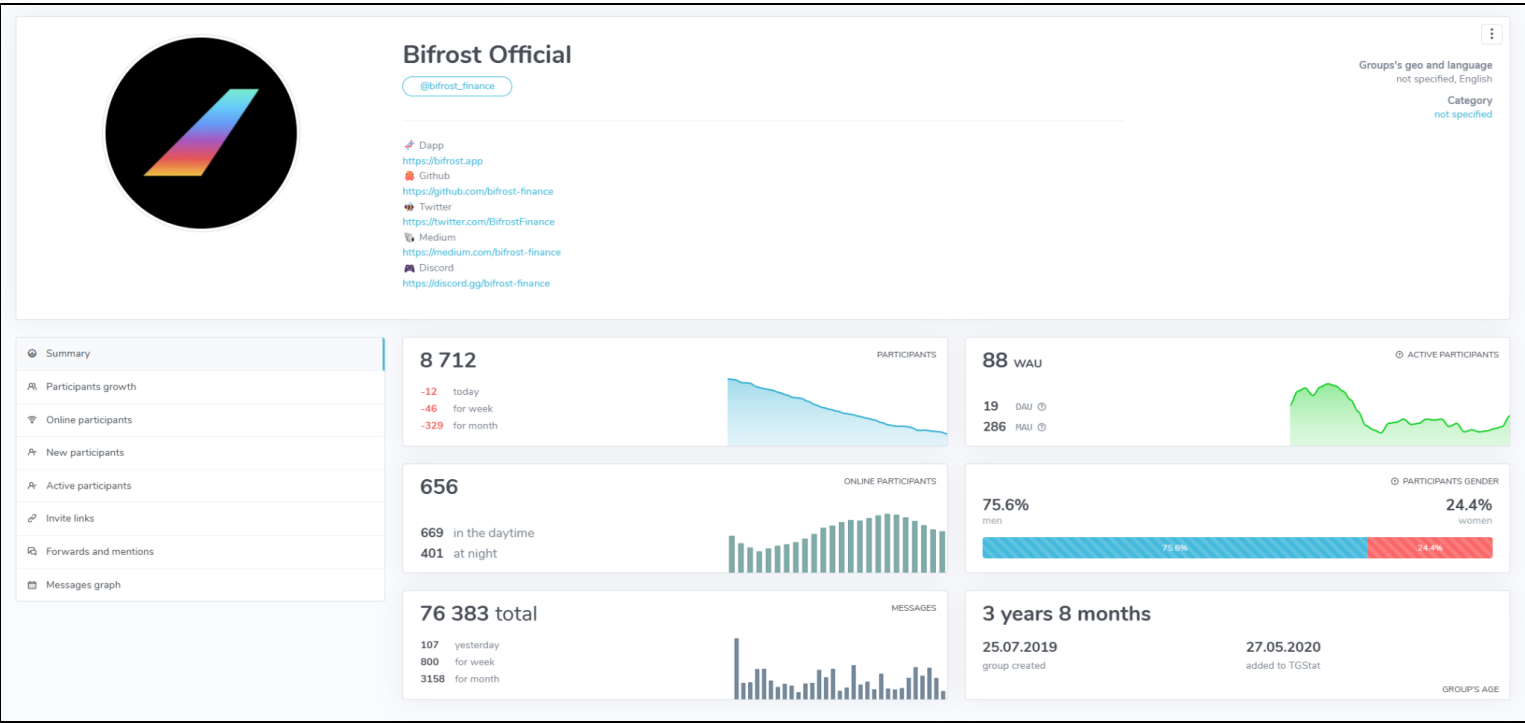 Bifrost Official
@bifrost_finance
Groups's geo and language
not specified, English
Category
not specified
Dapp
https://bifrost.app
Github
https://github.com/bifrost-finance
Twitter
https://twitter.com/BifrostFinance
Medium
https://medium.com/bifrost-finance
Discord
https://discord.gg/bifrost-finance
Summary
Participants growth
Online participants
New participants
Active participants
Invite links
Forwards and mentions
Messages graph
8 712
PARTICIPANTS
-12 today
-46 for week
-329 for month
88 WAU
ACTIVE PARTICIPANTS
19 DAU
286 MAU
656
ONLINE PARTICIPANTS
669 in the daytime
401 at night
PARTICIPANTS GENDER
75.6% 24.4%
men women
75.6% 24.4%
76 383 total
MESSAGES
107 yesterday
800 for week
3158 for month
3 years 8 months
25.07.2019 27.05.2020
group created added to TGStat
GROUP'S AGE